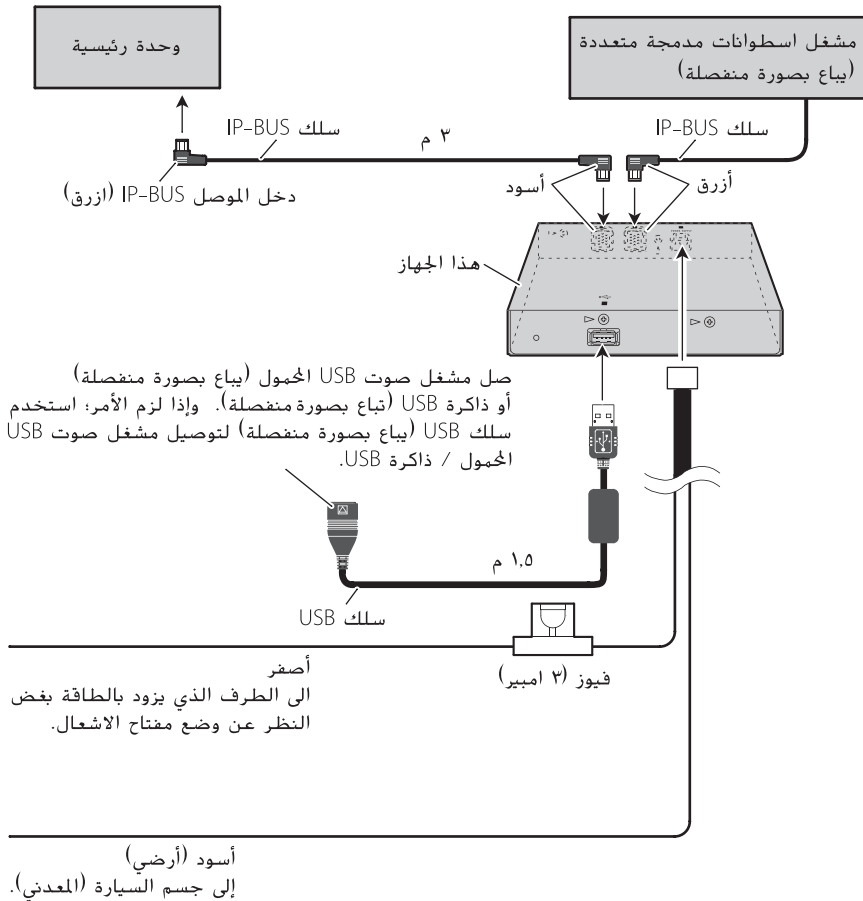 وحدة رئيسية
مشغل اسطوانات مدمجة متعددة
(يباع بصورة منفصلة)
سلك IP-BUS
٣ م
سلك IP-BUS
دخل الموصل IP-BUS (ازرق)
أسود
أزرق
هذا الجهاز
صل مشغل صوت USB المحمول (يباع بصورة منفصلة)
أو ذاكرة USB (تباع بصورة منفصلة). وإذا لزم الأمر؛ استخدم
سلك USB (يباع بصورة منفصلة) لتوصيل مشغل صوت USB
المحمول / ذاكرة USB.
١,٥ م
سلك USB
فيوز (٣ امبير)
أصفر
الى الطرف الذي يزود بالطاقة بغض
النظر عن وضع مفتاح الاشعال.
أسود (أرضي)
إلى جسم السيارة (المعدني).